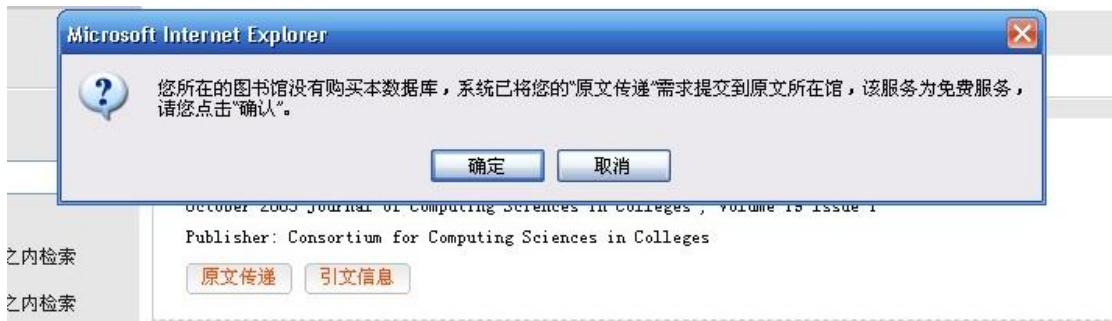 Microsoft Internet Explorer
您所在的图书馆没有购买本数据库，系统已将您的"原文传递"需求提交到原文所在馆，该服务为免费服务，
请您点击"确认"。
确定
取消
October 2003 Journal of Computing Sciences in Colleges , Volume 19 Issue 1
Publisher: Consortium for Computing Sciences in Colleges
之内检索
原文传递
引文信息
之内检索